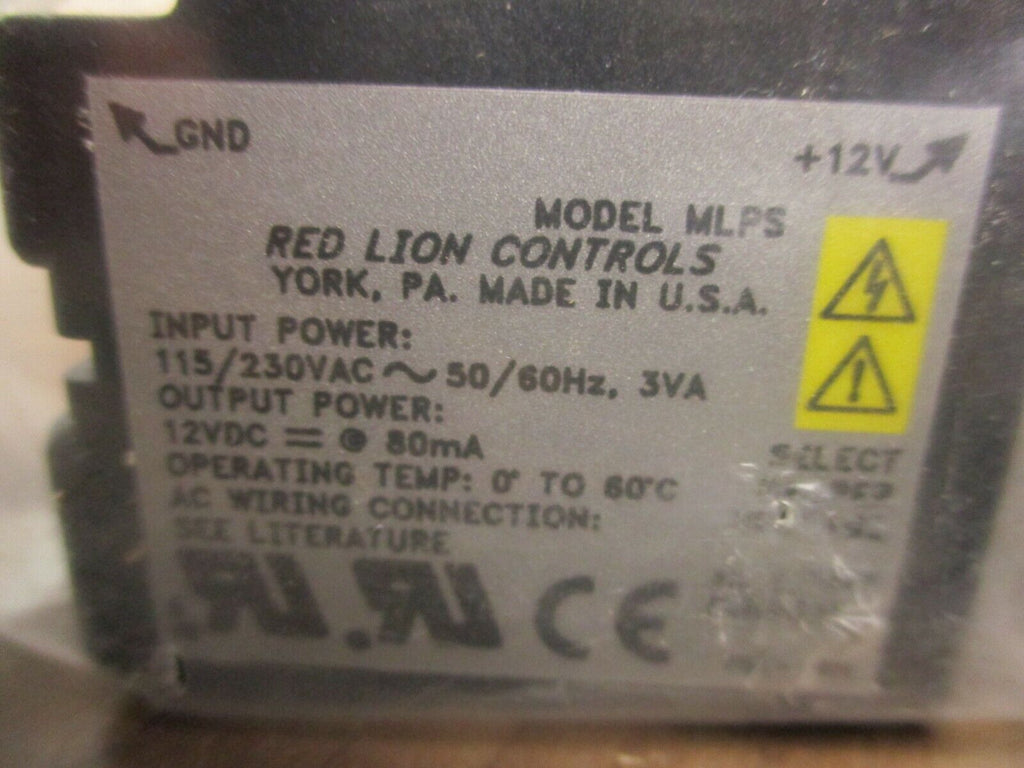 GND
+12V
MODEL MLPS
RED LION CONTROLS
YORK, PA. MADE IN U.S.A.
INPUT POWER:
115/230VAC ~ 50/60Hz, 3VA
OUTPUT POWER:
12VDC ⎓ @ 80mA
OPERATING TEMP: 0° TO 60°C
AC WIRING CONNECTION:
SEE LITERATURE
SELECT
CE